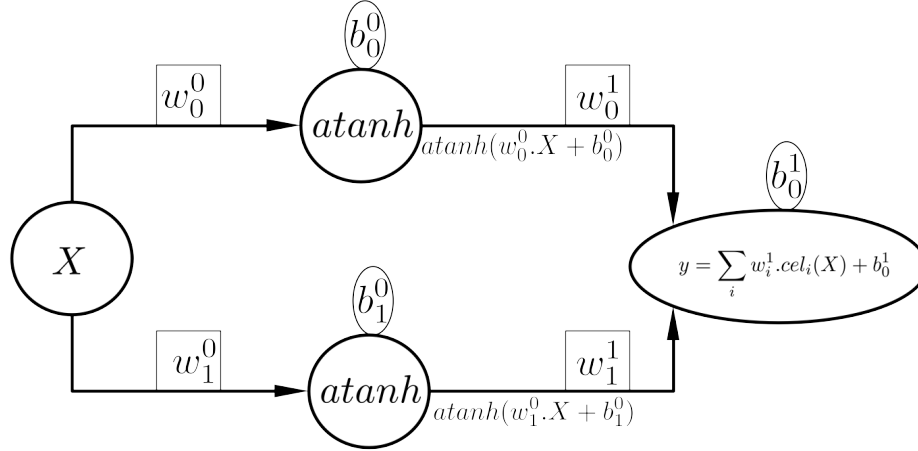 b_0^0
w_0^0
atanh
w_0^1
atanh(w_0^0.X + b_0^0)
b_0^1
X
y = \sum_i w_i^1.cel_i(X) + b_0^1
b_1^0
w_1^0
atanh
w_1^1
atanh(w_1^0.X + b_1^0)